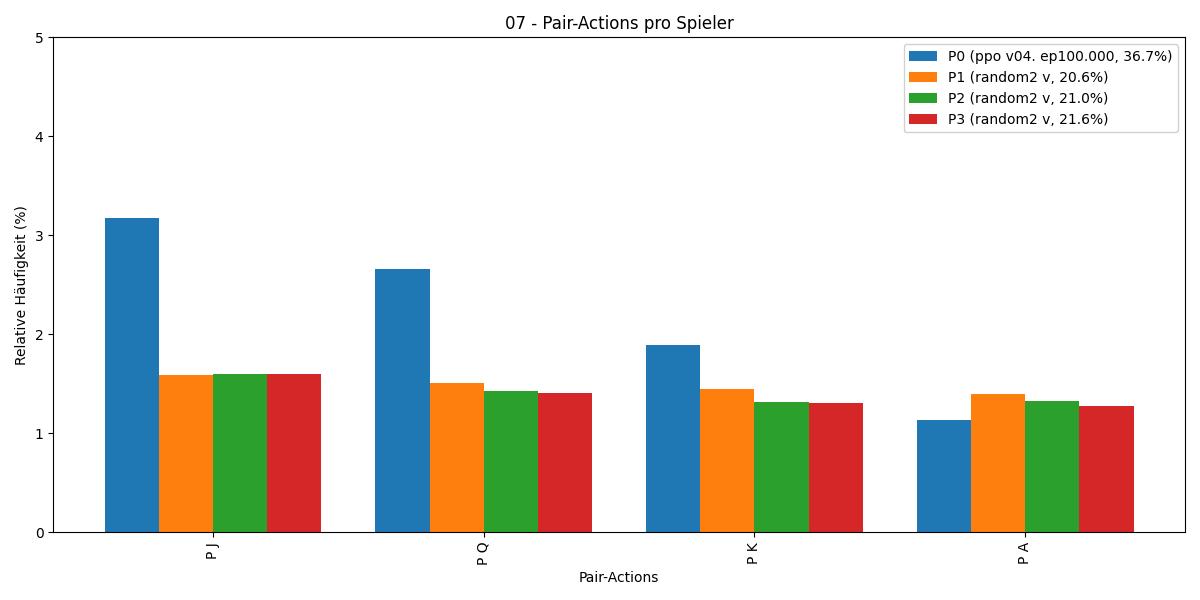 07 - Pair-Actions pro Spieler
P0 (ppo v04. ep100.000, 36.7%)
P1 (random2 v, 20.6%)
P2 (random2 v, 21.0%)
P3 (random2 v, 21.6%)
Relative Häufigkeit (%)
5
4
3
2
1
0
P J
P Q
P K
P A
Pair-Actions